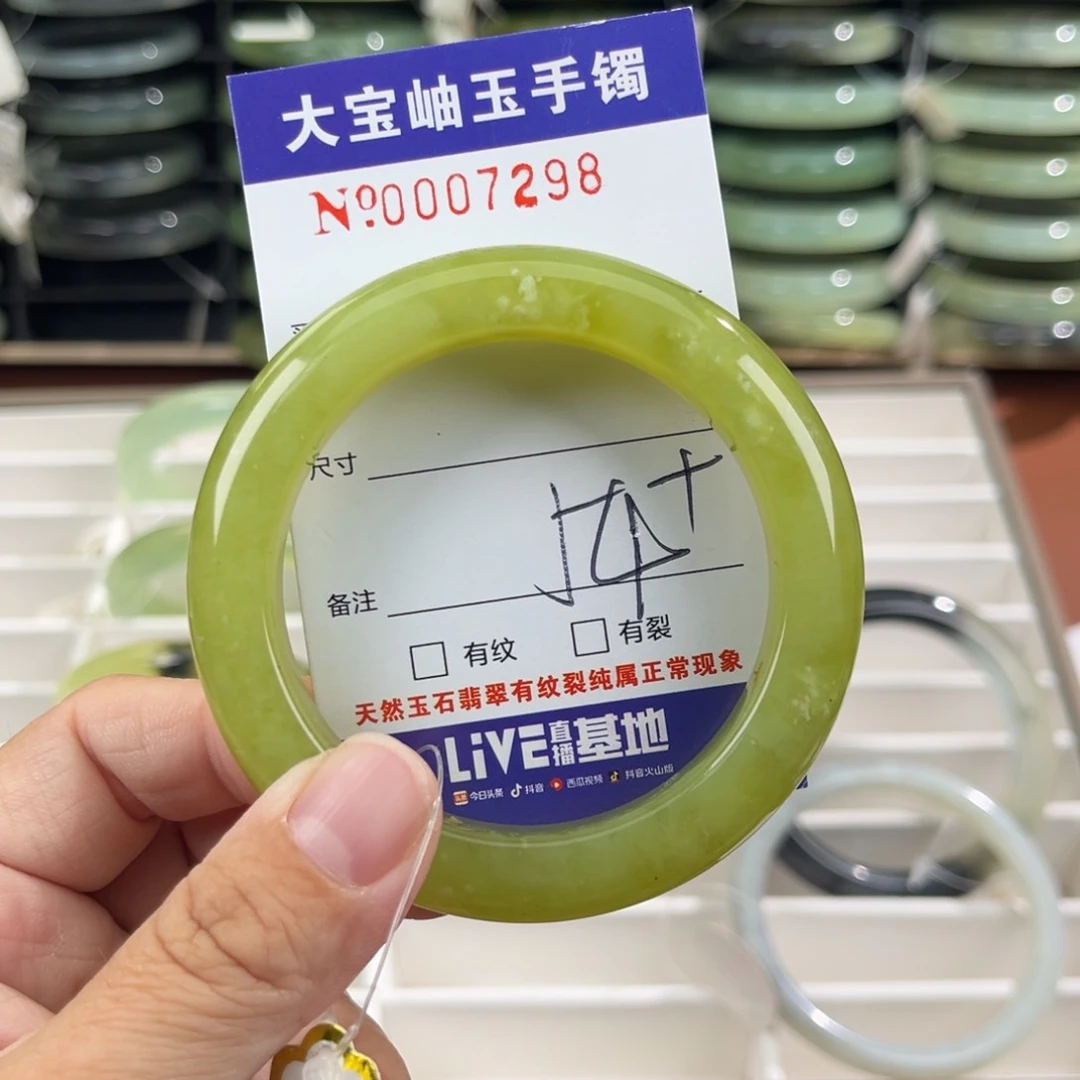 大宝岫玉手镯
Nº0007298
尺寸
54+
备注
□ 有纹 □ 有裂
天然玉石翡翠有纹裂纯属正常现象
LiVE直播基地
今日头条 抖音 西瓜视频 抖音火山版